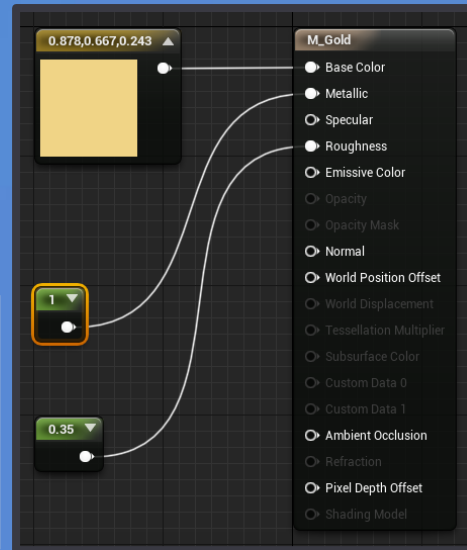 0.878,0.667,0.243
M_Gold
Base Color
Metallic
Specular
Roughness
Emissive Color
Opacity
Opacity Mask
Normal
World Position Offset
World Displacement
Tessellation Multiplier
Subsurface Color
Custom Data 0
Custom Data 1
Ambient Occlusion
Refraction
Pixel Depth Offset
Shading Model
1
0.35